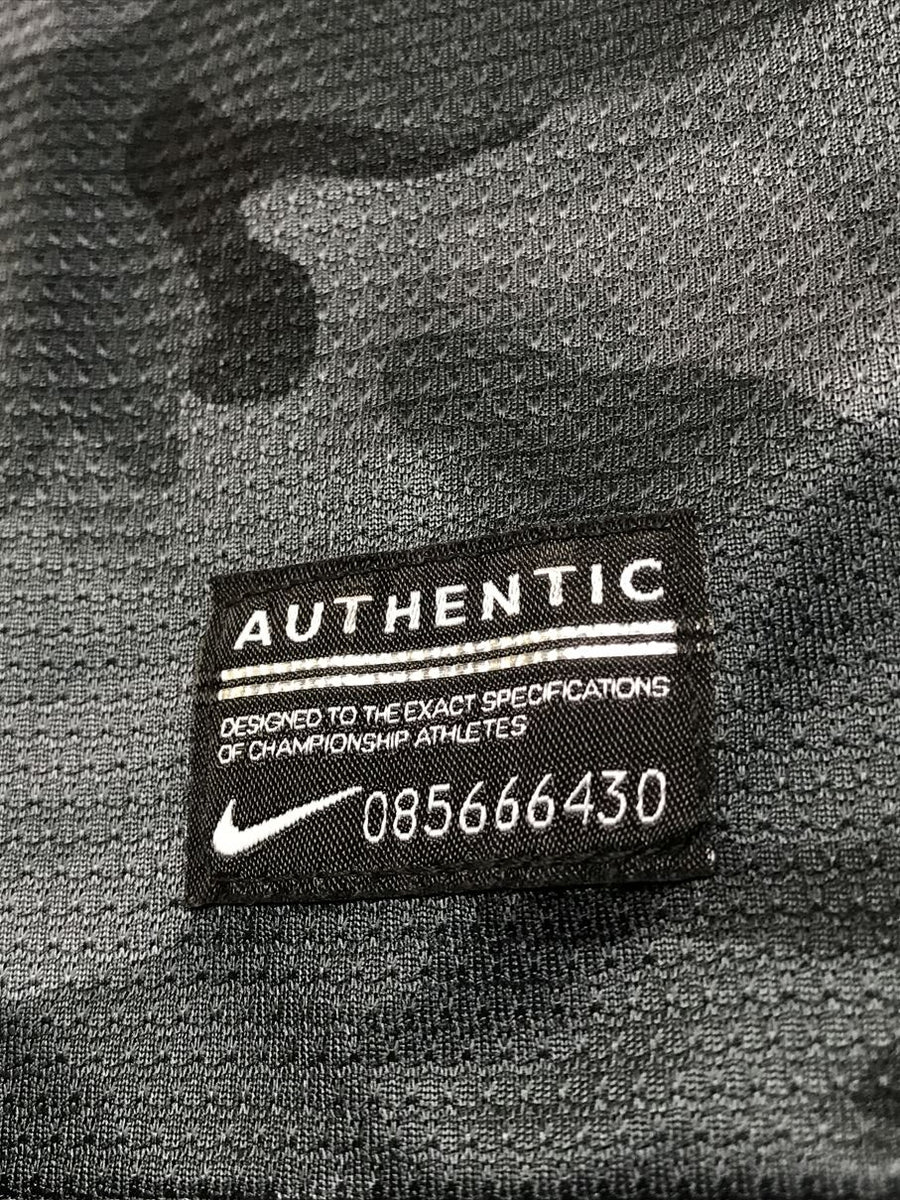 AUTHENTIC
DESIGNED TO THE EXACT SPECIFICATIONS
OF CHAMPIONSHIP ATHLETES
085666430